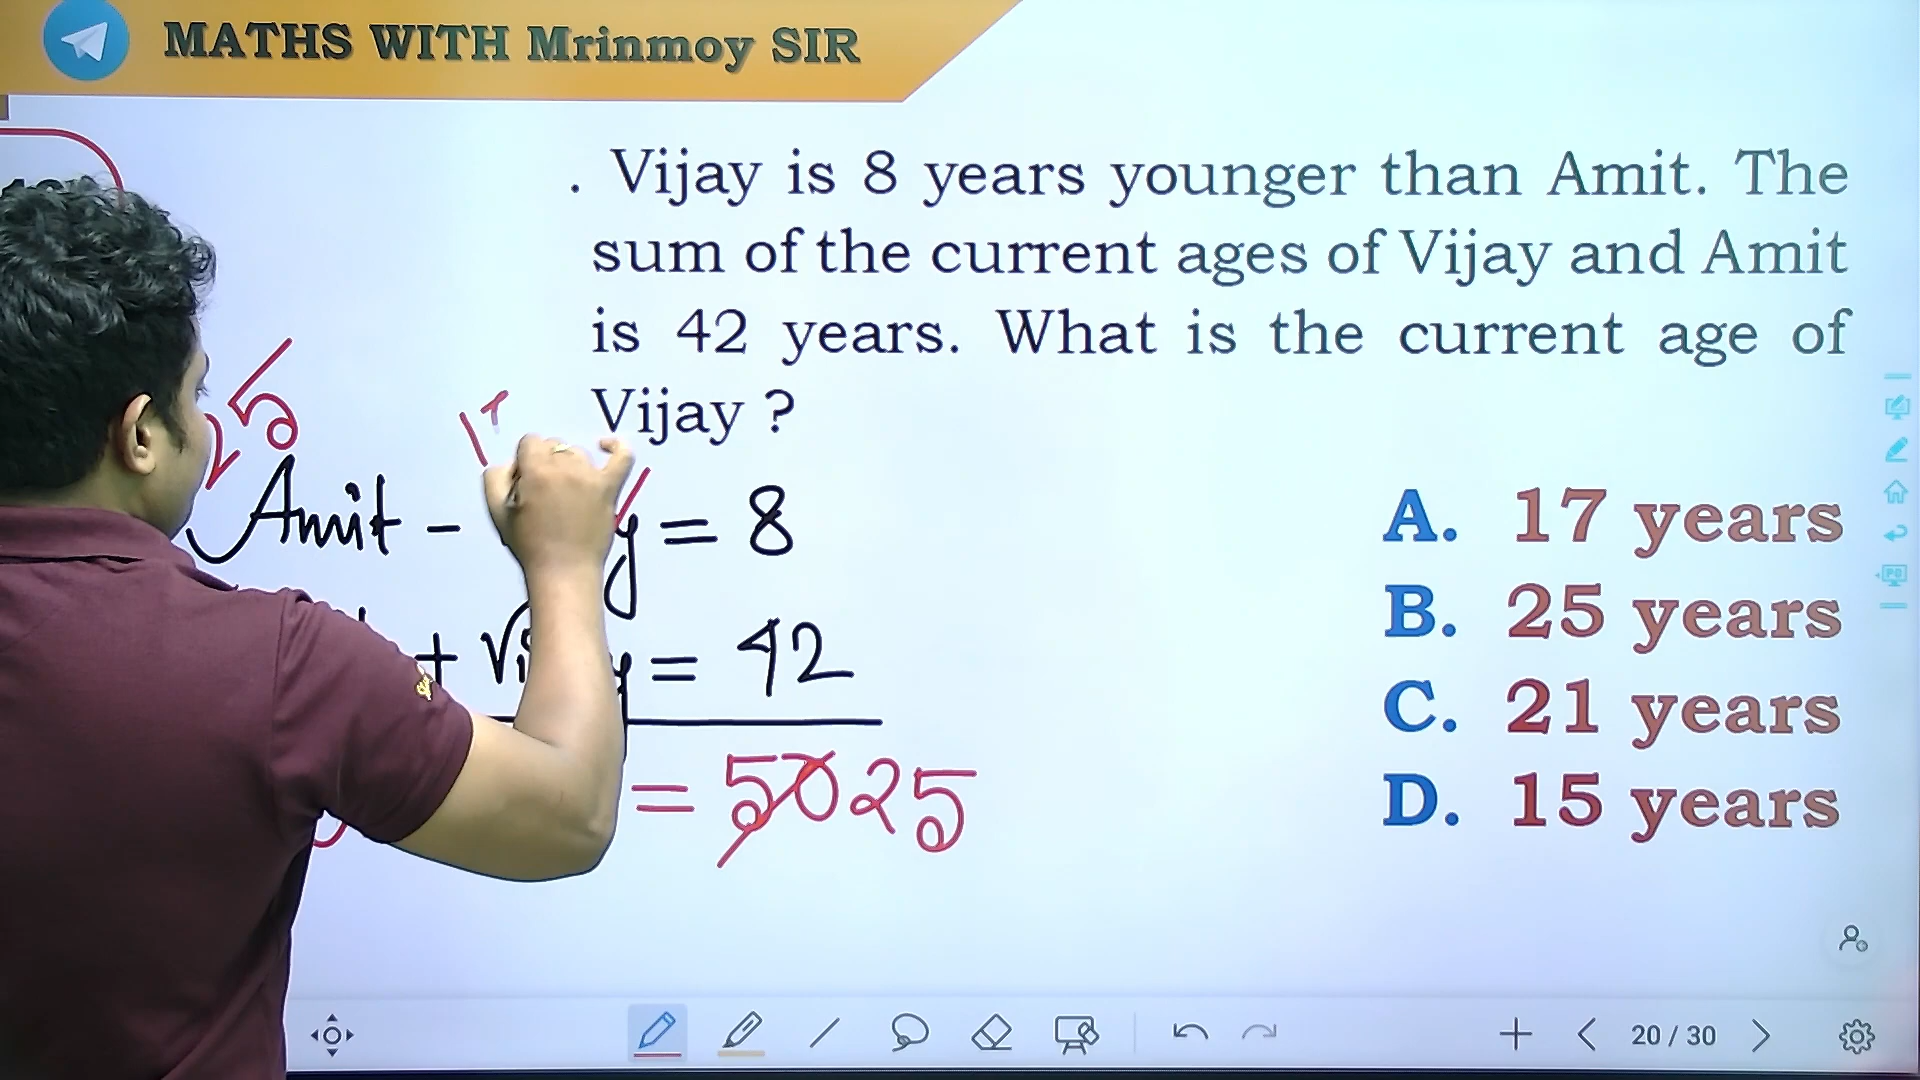 MATHS WITH Mrinmoy SIR
. Vijay is 8 years younger than Amit. The
sum of the current ages of Vijay and Amit
is 42 years. What is the current age of
Vijay ?
25
Amit - y = 8
+ Vi y = 42
= 50 25
A. 17 years
B. 25 years
C. 21 years
D. 15 years
20 / 30